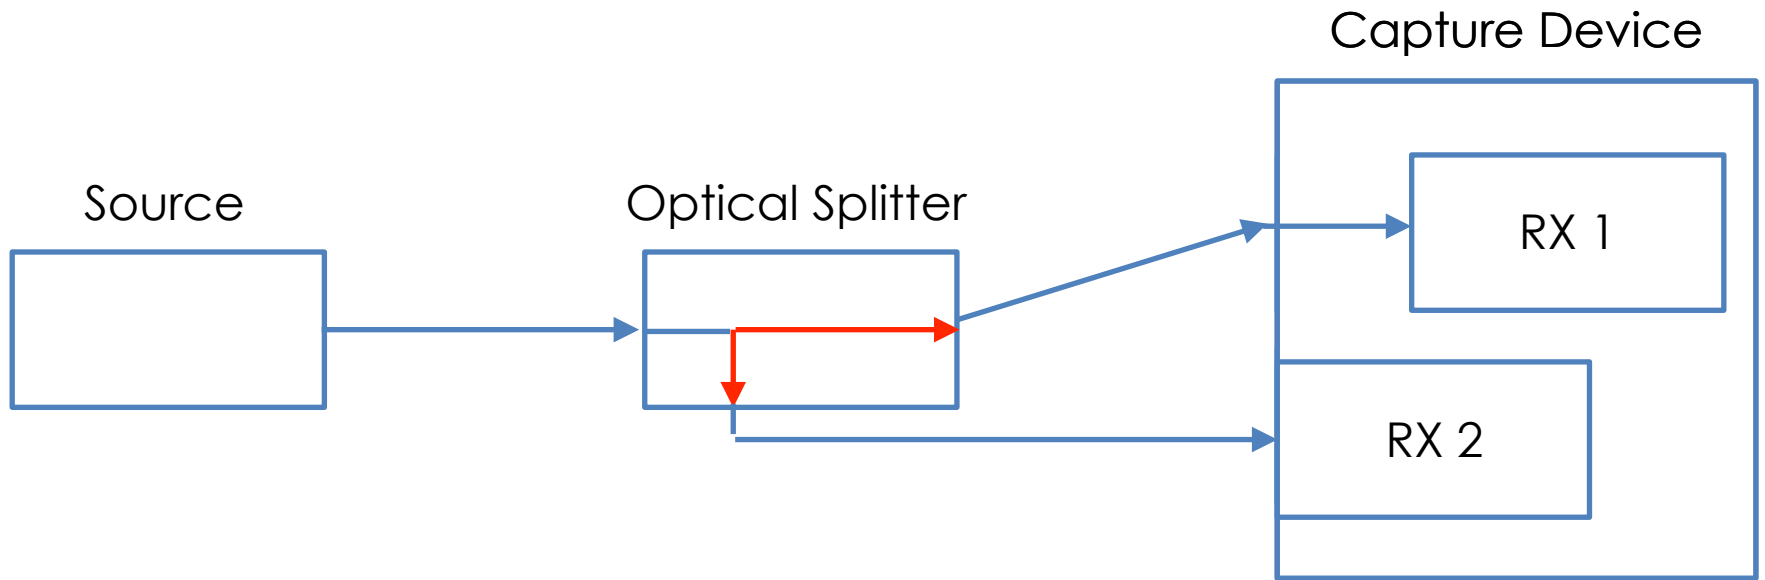 Capture Device
Source
Optical Splitter
RX 1
RX 2